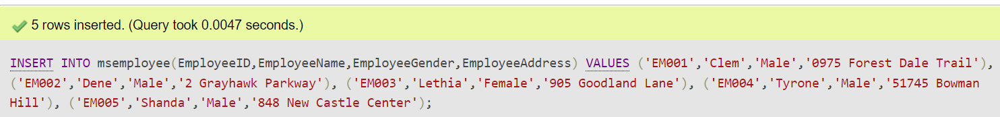 5 rows inserted. (Query took 0.0047 seconds.)
INSERT INTO msemployee(EmployeeID,EmployeeName,EmployeeGender,EmployeeAddress) VALUES ('EM001','Clem','Male','0975 Forest Dale Trail'),
('EM002','Dene','Male','2 Grayhawk Parkway'), ('EM003','Lethia','Female','905 Goodland Lane'), ('EM004','Tyrone','Male','51745 Bowman
Hill'), ('EM005','Shanda','Male','848 New Castle Center');